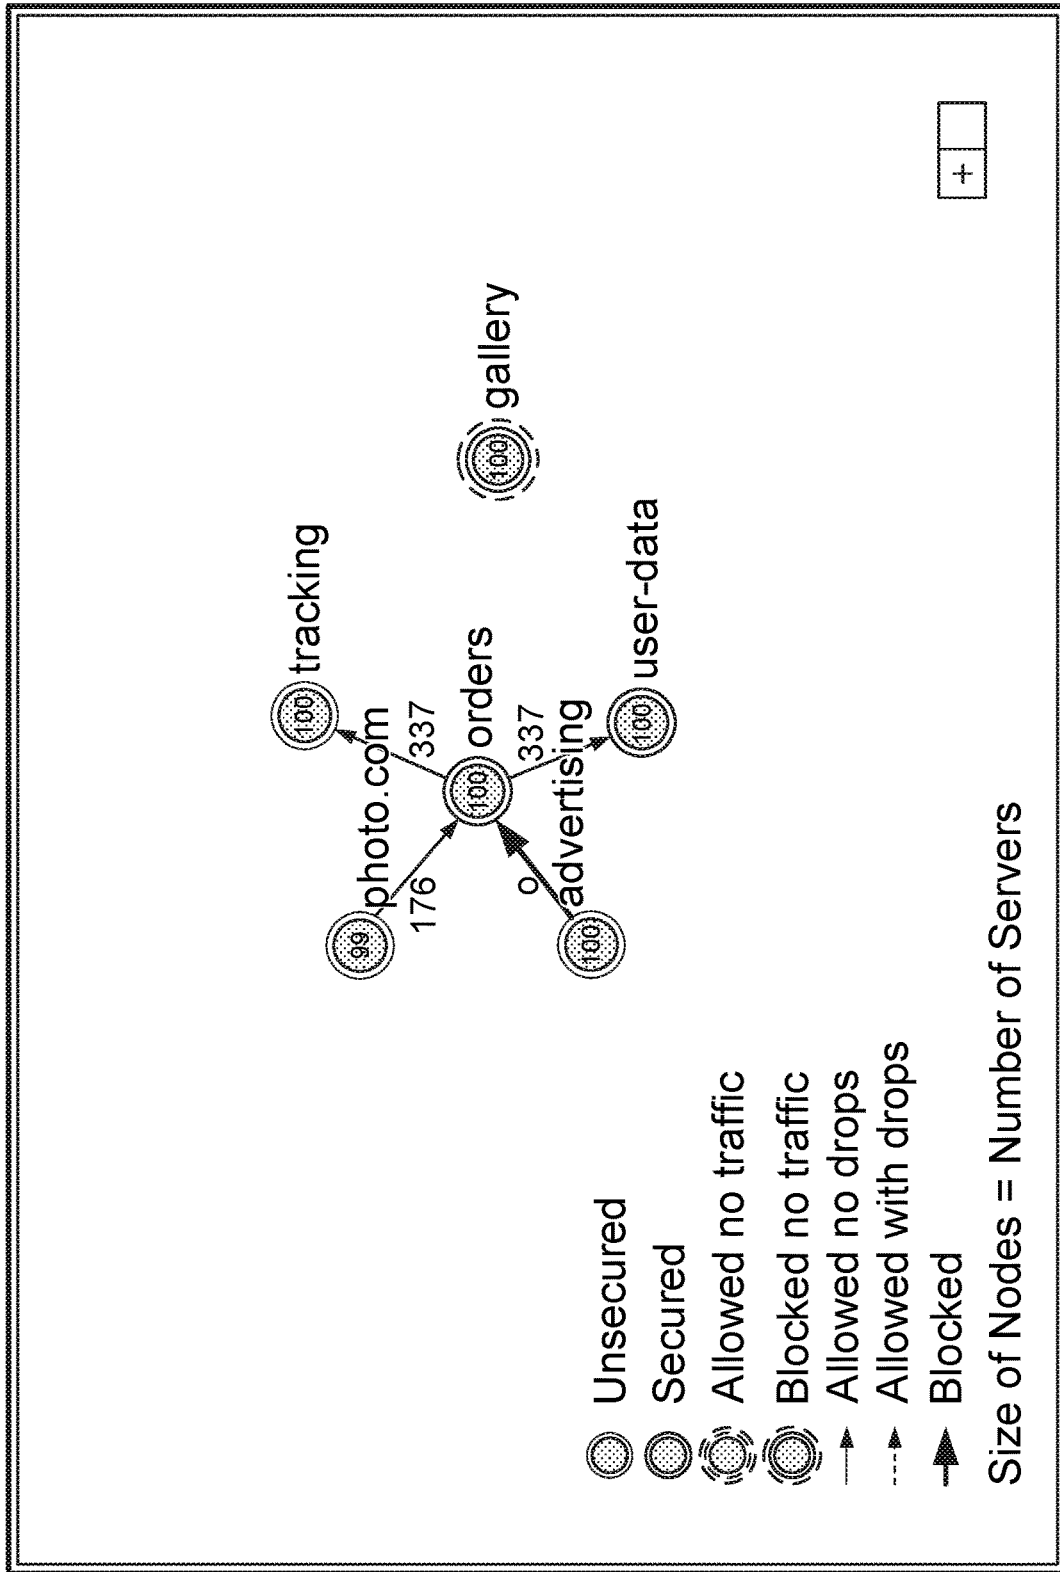 100 tracking
99 photo.com
337
176
100 orders
100 gallery
337
0
100 advertising
100 user-data
+
Unsecured
Secured
Allowed no traffic
Blocked no traffic
Allowed no drops
Allowed with drops
Blocked
Size of Nodes = Number of Servers